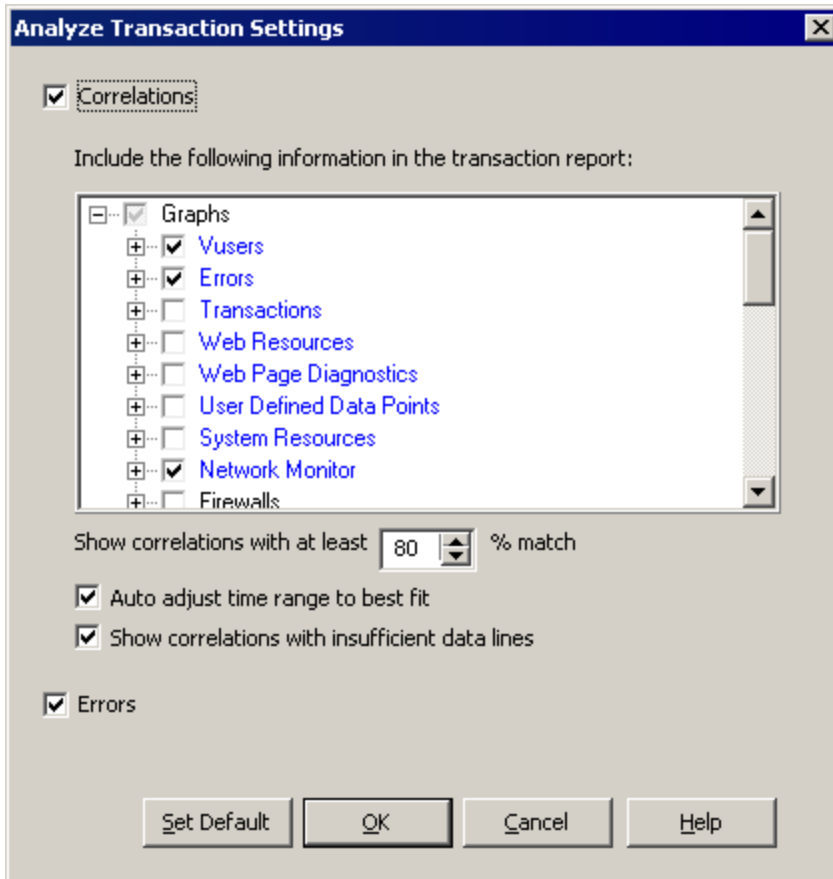 Analyze Transaction Settings
Correlations
Include the following information in the transaction report:
Graphs
Vusers
Errors
Transactions
Web Resources
Web Page Diagnostics
User Defined Data Points
System Resources
Network Monitor
Firewalls
Show correlations with at least 80 % match
Auto adjust time range to best fit
Show correlations with insufficient data lines
Errors
Set Default OK Cancel Help